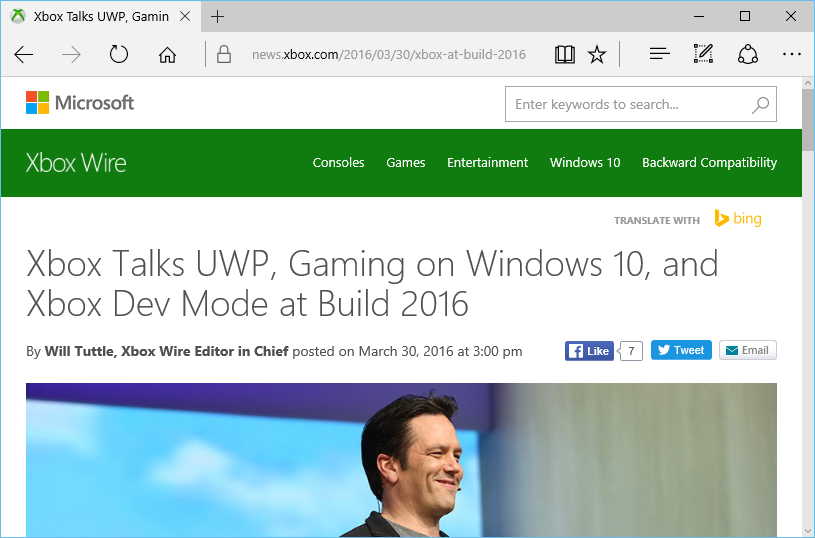 Xbox Talks UWP, Gamin
news.xbox.com/2016/03/30/xbox-at-build-2016
Microsoft
Enter keywords to search...
Xbox Wire
Consoles Games Entertainment Windows 10 Backward Compatibility
TRANSLATE WITH bing
Xbox Talks UWP, Gaming on Windows 10, and
Xbox Dev Mode at Build 2016
By Will Tuttle, Xbox Wire Editor in Chief posted on March 30, 2016 at 3:00 pm
Like 7 Tweet Email